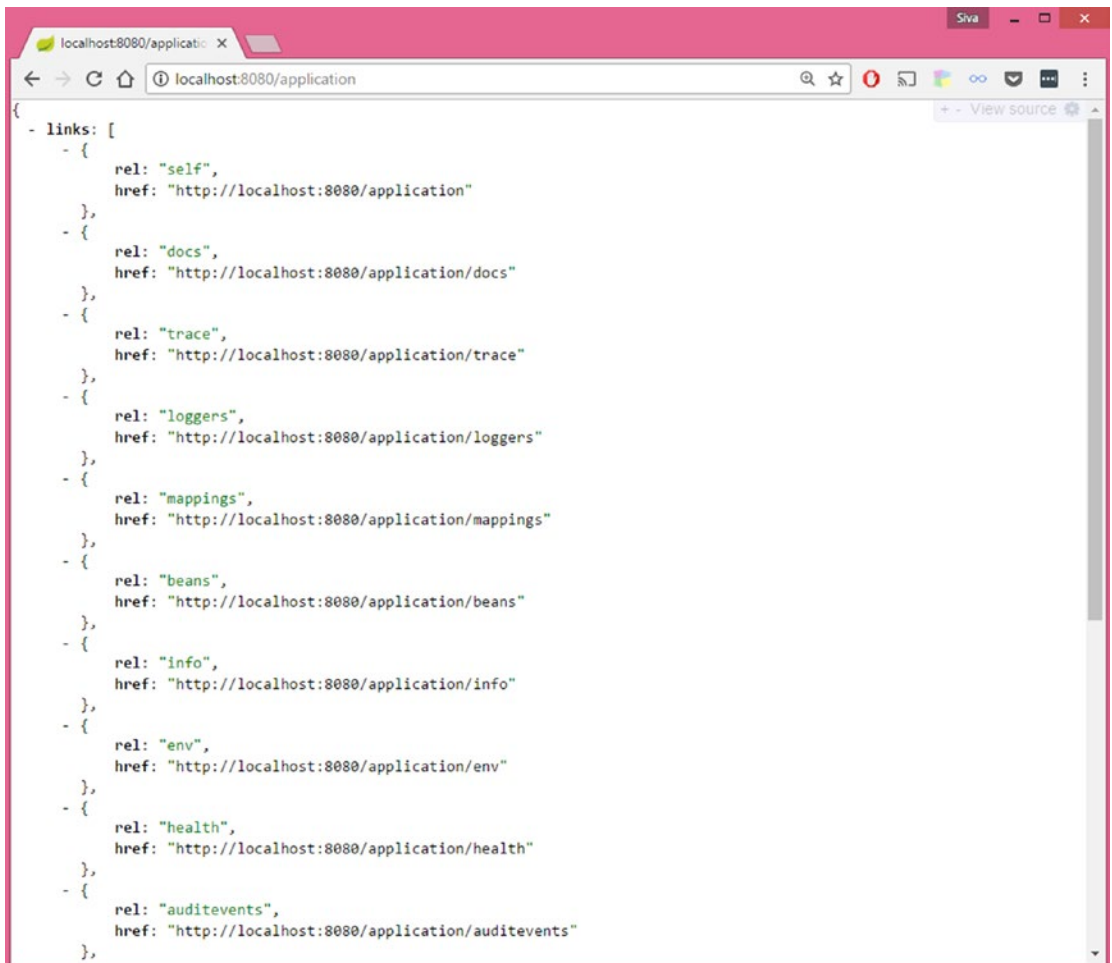 Siva
localhost:8080/applicatio
localhost:8080/application
+ - View source
{
- links: [
- {
rel: "self",
href: "http://localhost:8080/application"
},
- {
rel: "docs",
href: "http://localhost:8080/application/docs"
},
- {
rel: "trace",
href: "http://localhost:8080/application/trace"
},
- {
rel: "loggers",
href: "http://localhost:8080/application/loggers"
},
- {
rel: "mappings",
href: "http://localhost:8080/application/mappings"
},
- {
rel: "beans",
href: "http://localhost:8080/application/beans"
},
- {
rel: "info",
href: "http://localhost:8080/application/info"
},
- {
rel: "env",
href: "http://localhost:8080/application/env"
},
- {
rel: "health",
href: "http://localhost:8080/application/health"
},
- {
rel: "auditevents",
href: "http://localhost:8080/application/auditevents"
},